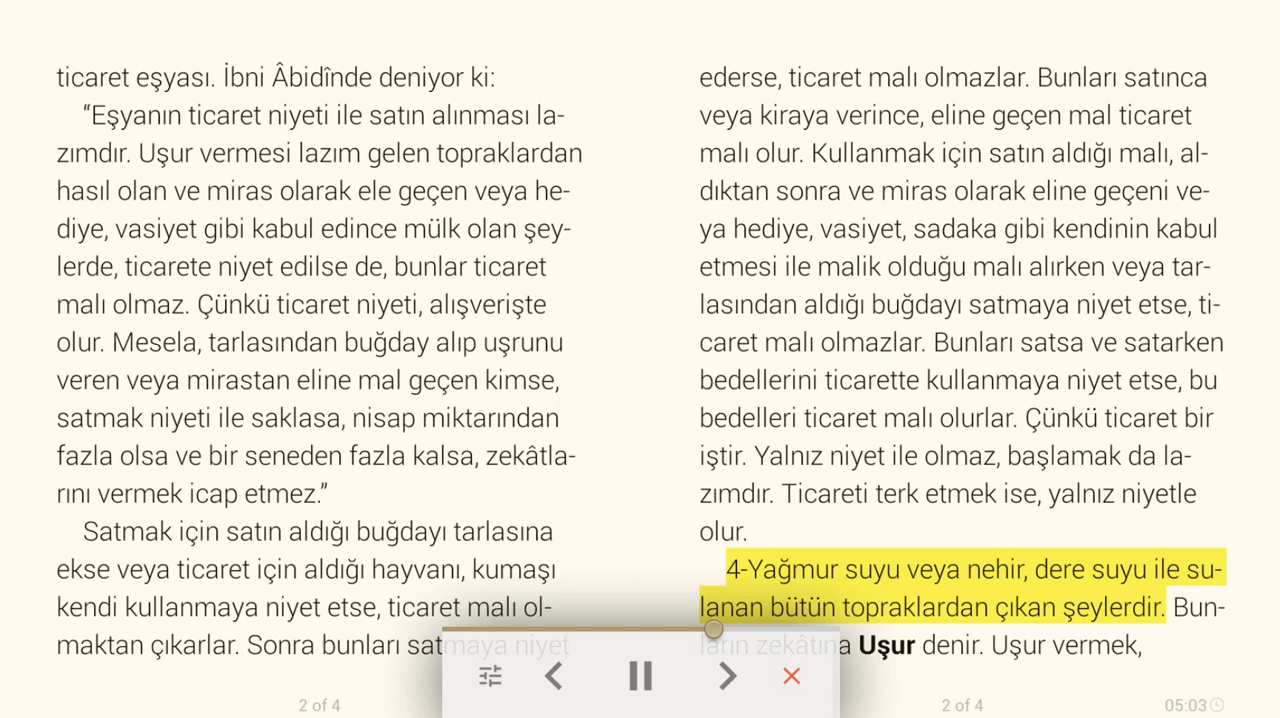 ticaret eşyası. İbni Âbidînde deniyor ki:
“Eşyanın ticaret niyeti ile satın alınması la-
zımdır. Uşur vermesi lazım gelen topraklardan
hasıl olan ve miras olarak ele geçen veya he-
diye, vasiyet gibi kabul edince mülk olan şey-
lerde, ticarete niyet edilse de, bunlar ticaret
malı olmaz. Çünkü ticaret niyeti, alışverişte
olur. Mesela, tarlasından buğday alıp uşrunu
veren veya mirastan eline mal geçen kimse,
satmak niyeti ile saklasa, nisap miktarından
fazla olsa ve bir seneden fazla kalsa, zekâtla-
rını vermek icap etmez.”
Satmak için satın aldığı buğdayı tarlasına
ekse veya ticaret için aldığı hayvanı, kumaşı
kendi kullanmaya niyet etse, ticaret malı ol-
maktan çıkarlar. Sonra bunları satmaya niyet
2 of 4
ederse, ticaret malı olmazlar. Bunları satınca
veya kiraya verince, eline geçen mal ticaret
malı olur. Kullanmak için satın aldığı malı, al-
dıktan sonra ve miras olarak eline geçeni ve-
ya hediye, vasiyet, sadaka gibi kendinin kabul
etmesi ile malik olduğu malı alırken veya tar-
lasından aldığı buğdayı satmaya niyet etse, ti-
caret malı olmazlar. Bunları satsa ve satarken
bedellerini ticarette kullanmaya niyet etse, bu
bedelleri ticaret malı olurlar. Çünkü ticaret bir
iştir. Yalnız niyet ile olmaz, başlamak da la-
zımdır. Ticareti terk etmek ise, yalnız niyetle
olur.
4-Yağmur suyu veya nehir, dere suyu ile su-
lanan bütün topraklardan çıkan şeylerdir. Bun-
ların zekâtına Uşur denir. Uşur vermek,
2 of 4
05:03